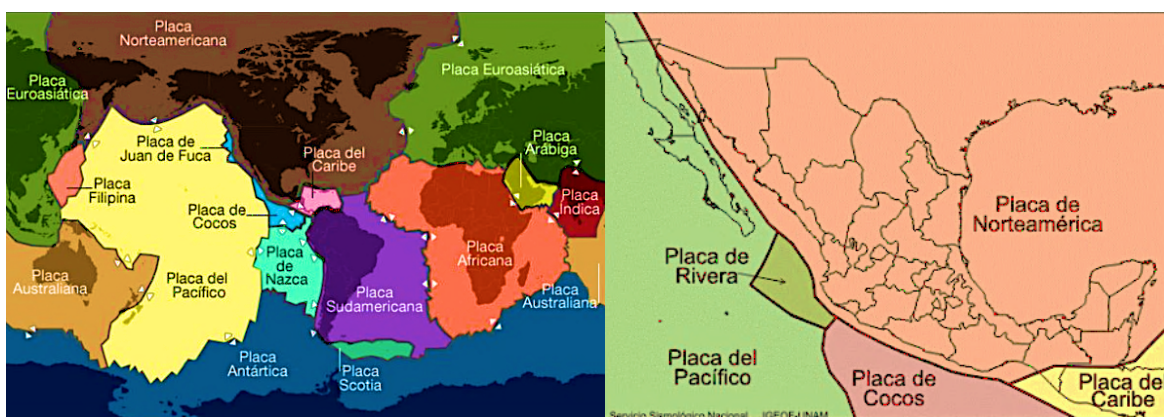 Placa
Norteamericana
Placa
Euroasiática
Placa Euroasiática
Placa de
Juan de Fuca
Placa del
Caribe
Placa
Arábiga
Placa
Filipina
Placa
Indica
Placa de
Cocos
Placa
de
Nazca
Placa
Africana
Placa
Australiana
Placa del
Pacífico
Placa
Sudamericana
Placa
Australiana
Placa
Antártica
Placa
Scotia
Placa de
Norteamérica
Placa de
Rivera
Placa del
Pacífico
Placa de
Cocos
Placa del
Caribe
Servicio Sismológico Nacional IGEOF-UNAM